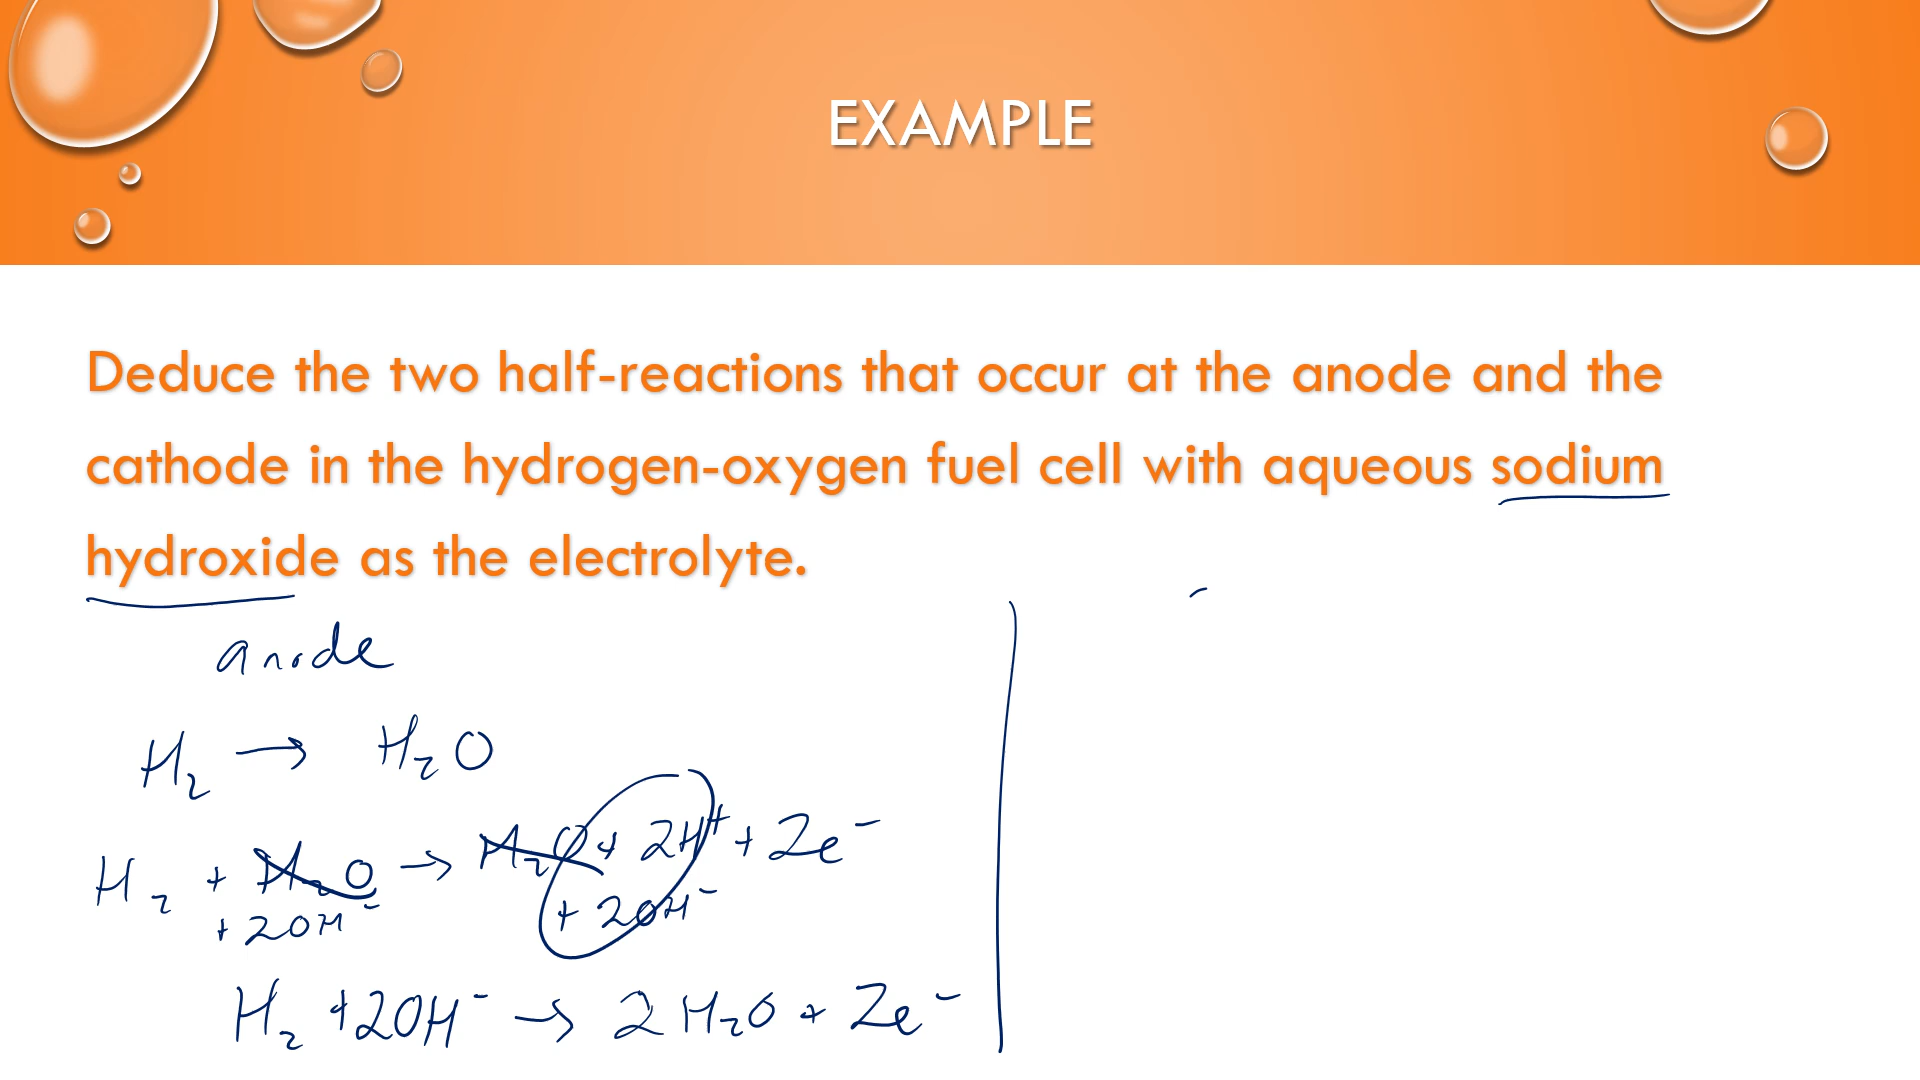 EXAMPLE
Deduce the two half-reactions that occur at the anode and the
cathode in the hydrogen-oxygen fuel cell with aqueous sodium
hydroxide as the electrolyte.
anode
H₂ → H₂O
H₂ + H₂O → H₂O + 2H⁺ + 2e⁻
+ 2OH⁻ + 2OH⁻
H₂ + 2OH⁻ → 2H₂O + 2e⁻